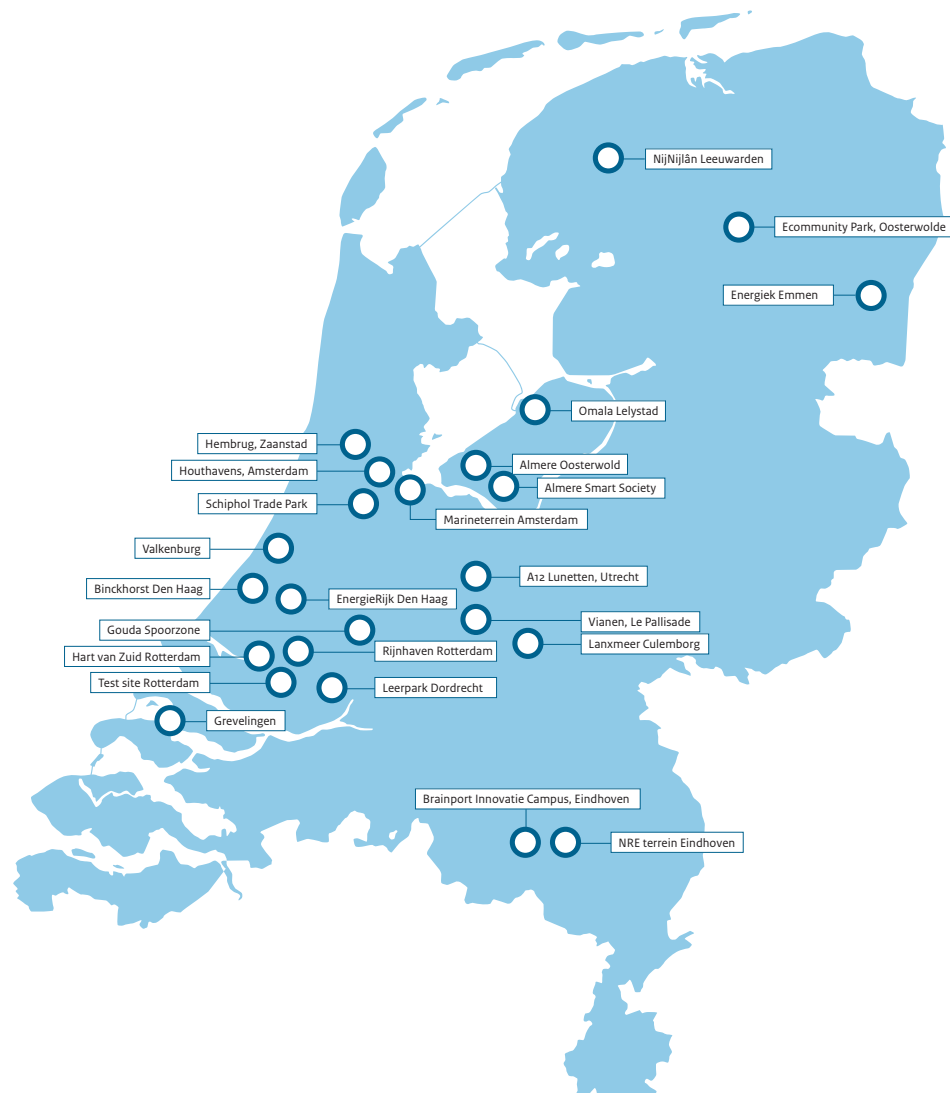 NijNijlân Leeuwarden
Ecommunity Park, Oosterwolde
Energiek Emmen
Omala Lelystad
Hembrug, Zaanstad
Almere Oosterwold
Houthavens, Amsterdam
Almere Smart Society
Schiphol Trade Park
Marineterrein Amsterdam
Valkenburg
A12 Lunetten, Utrecht
Binckhorst Den Haag
EnergieRijk Den Haag
Vianen, Le Pallisade
Gouda Spoorzone
Lanxmeer Culemborg
Rijnhaven Rotterdam
Hart van Zuid Rotterdam
Test site Rotterdam
Leerpark Dordrecht
Grevelingen
Brainport Innovatie Campus, Eindhoven
NRE terrein Eindhoven